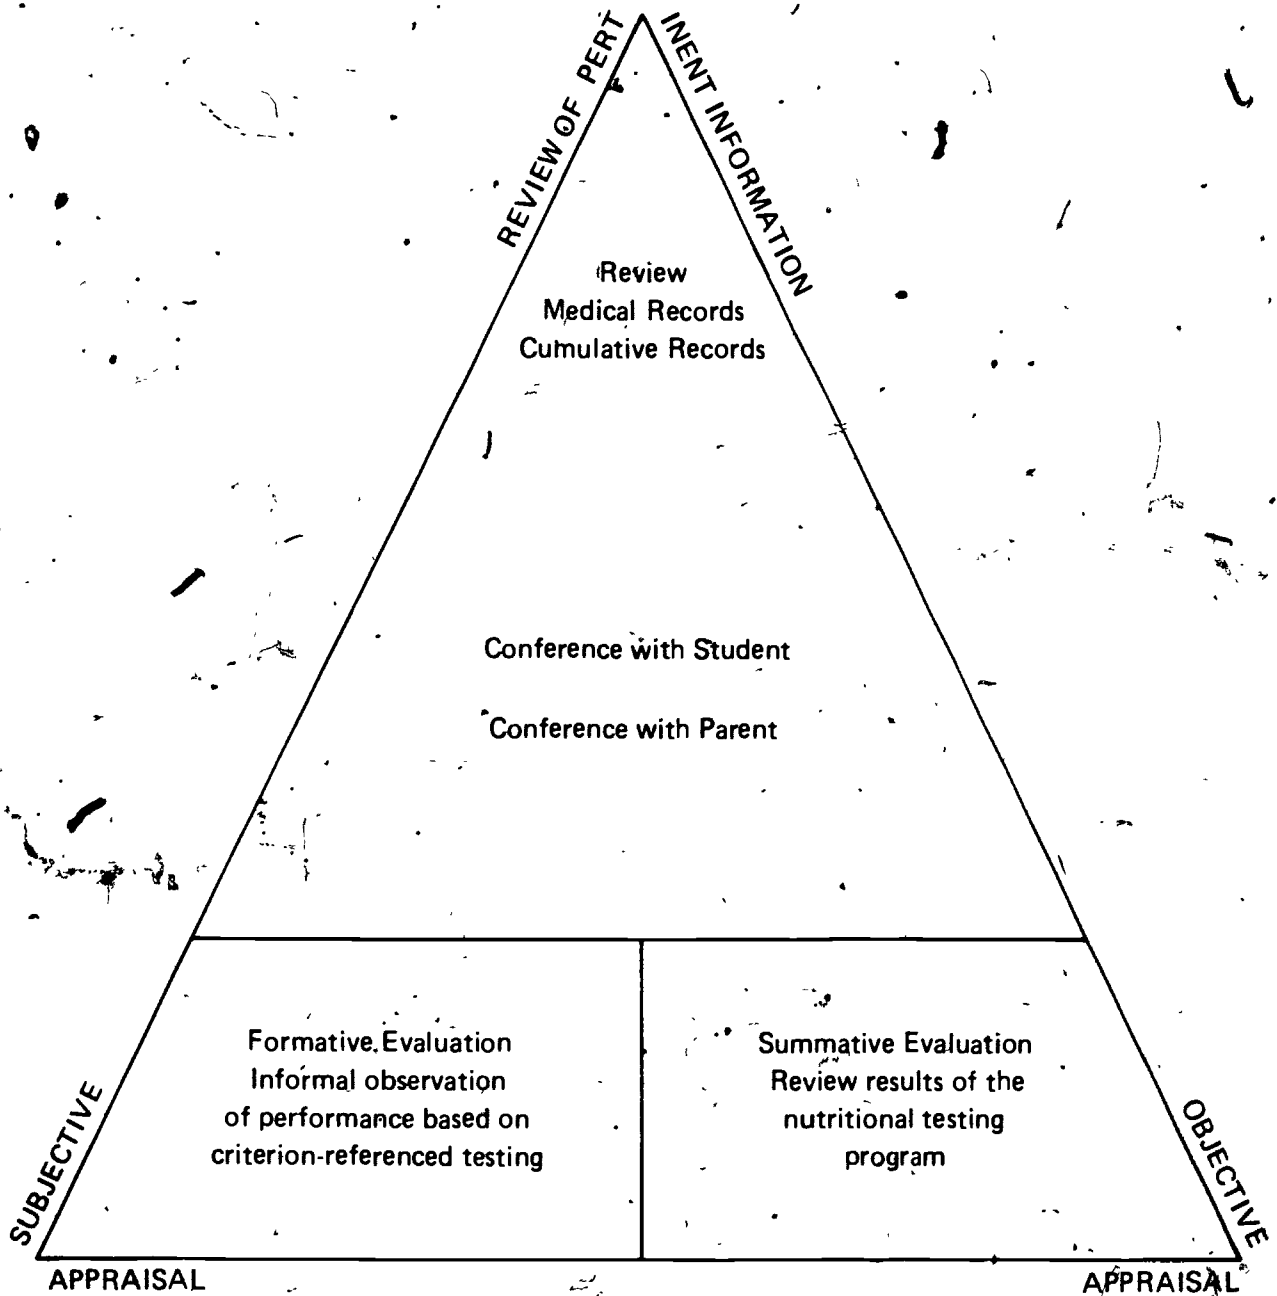 REVIEW OF PERT
INENT INFORMATION
Review
Medical Records
Cumulative Records
Conference with Student
Conference with Parent
Formative Evaluation
Informal observation
of performance based on
criterion-referenced testing
Summative Evaluation
Review results of the
nutritional testing
program
SUBJECTIVE
APPRAISAL
OBJECTIVE
APPRAISAL